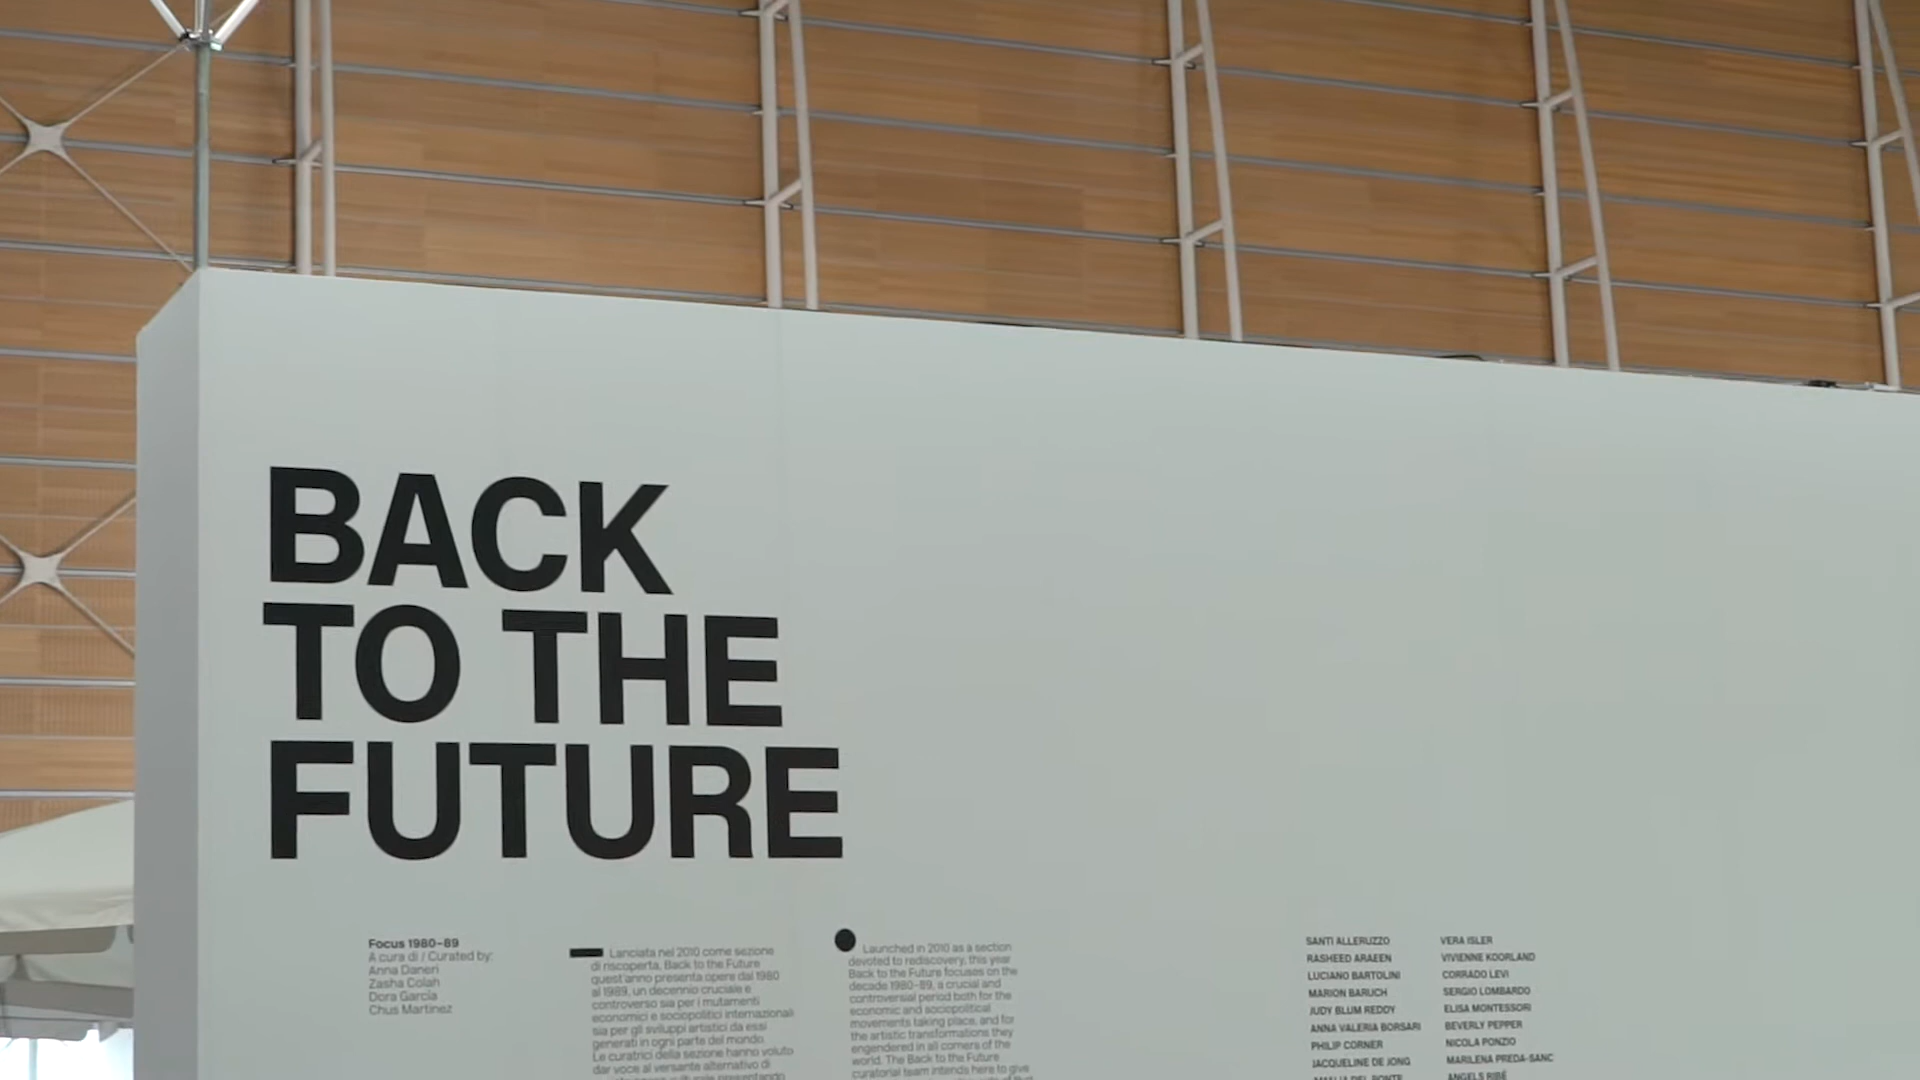 BACK
TO THE
FUTURE
Focus 1980–89
A cura di / Curated by:
Anna Daneri
Zasha Colah
Dora García
Chus Martinez
Lanciata nel 2010 come sezione
di riscoperta, Back to the Future
quest'anno presenta opere dal 1980
al 1989, un decennio cruciale e
controverso sia per i mutamenti
economici e sociopolitici internazionali
sia per gli sviluppi artistici da essi
generati in ogni parte del mondo.
Le curatrici della sezione hanno voluto
dar voce al versante alternativo di
Launched in 2010 as a section
devoted to rediscovery, this year
Back to the Future focuses on the
decade 1980–89, a crucial and
controversial period both for the
economic and sociopolitical
movements taking place, and for
the artistic transformations they
engendered in all corners of the
world. The Back to the Future
curatorial team intends here to give
SANTI ALLERUZZO
RASHEED ARAEEN
LUCIANO BARTOLINI
MARION BARUCH
JUDY BLUM REDDY
ANNA VALERIA BORSARI
PHILIP CORNER
JACQUELINE DE JONG
VERA ISLER
VIVIENNE KOORLAND
CORRADO LEVI
SERGIO LOMBARDO
ELISA MONTESSORI
BEVERLY PEPPER
NICOLA PONZIO
MARILENA PREDA-SANC
ANGELS RIBÉ